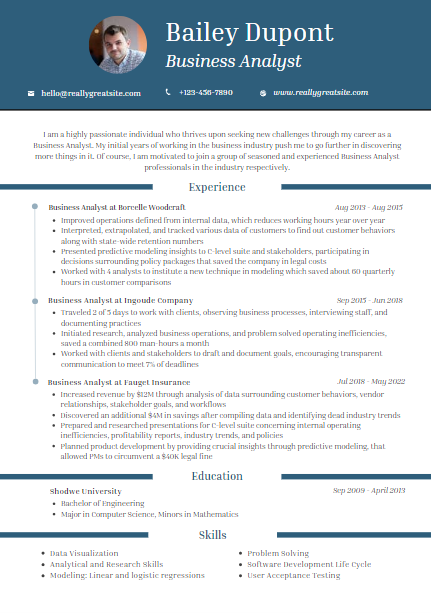 Bailey Dupont
Business Analyst
hello@reallygreatsite.com
+123-456-7890
www.reallygreatsite.com
I am a highly passionate individual who thrives upon seeking new challenges through my career as a
Business Analyst. My initial years of working in the business industry push me to go further in discovering
more things in it. Of course, I am motivated to join a group of seasoned and experienced Business Analyst
professionals in the industry respectively.
Experience
Business Analyst at Borcelle Woodcraft
Aug 2013 - Aug 2015
• Improved operations defined from internal data, which reduces working hours year over year
• Interpreted, extrapolated, and tracked various data of customers to find out customer behaviors
along with state-wide retention numbers
• Presented predictive modeling insights to C-level suite and stakeholders, participating in
decisions surrounding policy packages that saved the company in legal costs
• Worked with 4 analysts to institute a new technique in modeling which saved about 60 quarterly
hours in customer comparisons
Business Analyst at Ingoude Company
Sep 2015 - Jun 2018
• Traveled 2 of 5 days to work with clients, observing business processes, interviewing staff, and
documenting practices
• Initiated research, analyzed business operations, and problem solved operating inefficiencies,
saved a combined 800 man-hours a month
• Worked with clients and stakeholders to draft and document goals, encouraging transparent
communication to meet 7% of deadlines
Business Analyst at Fauget Insurance
Jul 2018 - May 2022
• Increased revenue by $12M through analysis of data surrounding customer behaviors, vendor
relationships, stakeholder goals, and workflows
• Discovered an additional $4M in savings after compiling data and identifying dead industry trends
• Prepared and researched presentations for C-level suite concerning internal operating
inefficiencies, profitability reports, industry trends, and policies
• Planned product development by providing crucial insights through predictive modeling, that
allowed PMs to circumvent a $40K legal fine
Education
Shodwe University
Sep 2009 - April 2013
• Bachelor of Engineering
• Major in Computer Science, Minors in Mathematics
Skills
• Data Visualization
• Analytical and Research Skills
• Modeling: Linear and logistic regressions
• Problem Solving
• Software Development Life Cycle
• User Acceptance Testing